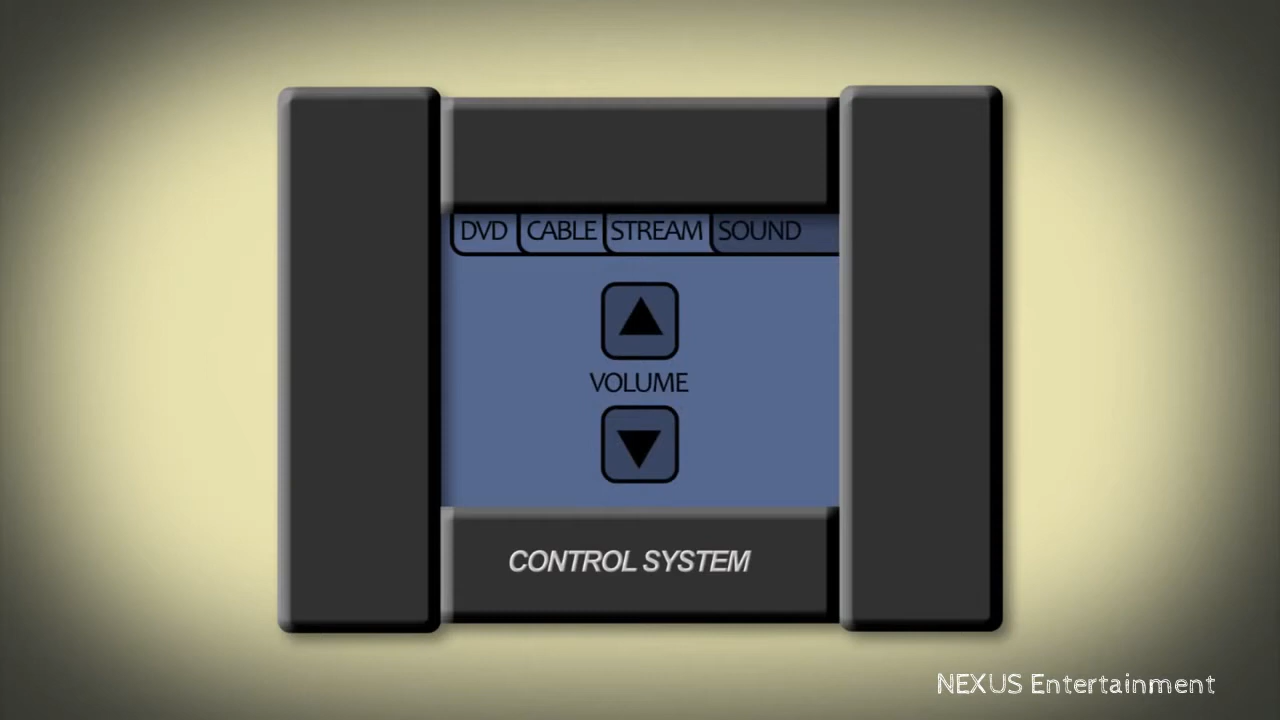 DVD CABLE STREAM SOUND
VOLUME
CONTROL SYSTEM
NEXUS Entertainment